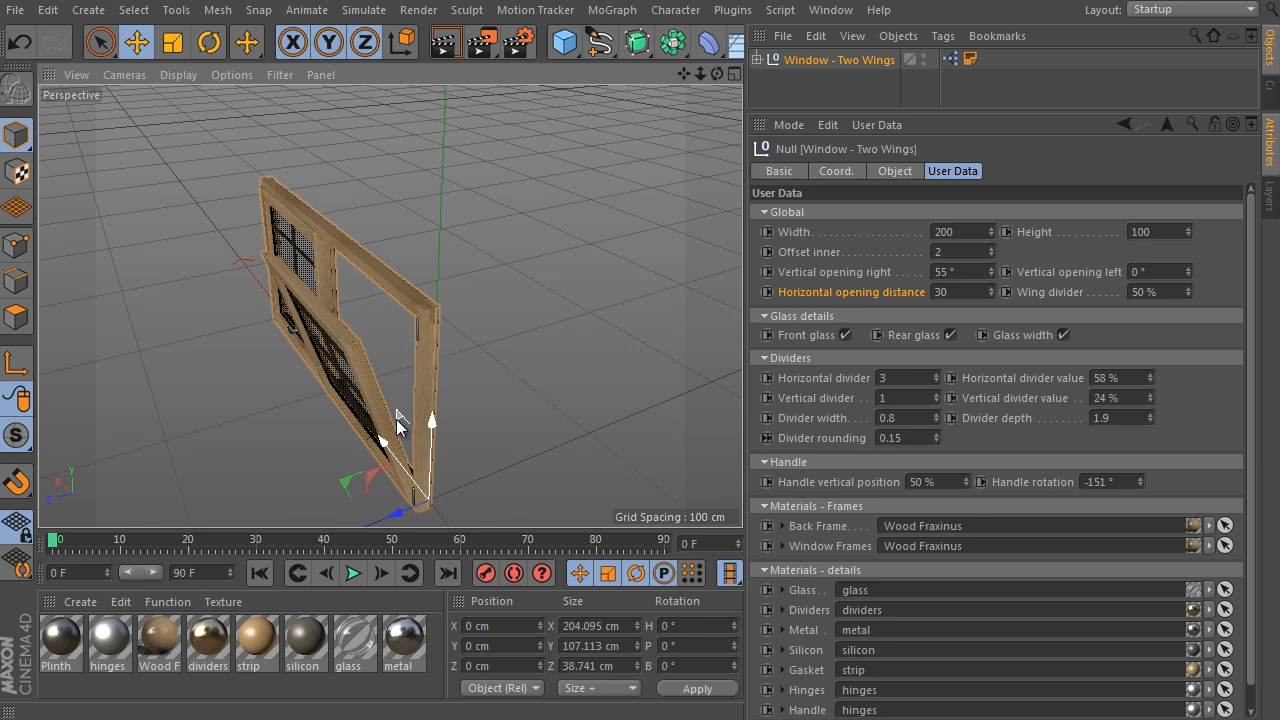 File Edit Create Select Tools Mesh Snap Animate Simulate Render Sculpt Motion Tracker MoGraph Character Plugins Script Window Help Layout: Startup
View Cameras Display Options Filter Panel
Perspective
Grid Spacing : 100 cm
X
Y
Z
0 10 20 30 40 50 60 70 80 90 0 F
0 F 90 F
P
Create Edit Function Texture
Plinth hinges Wood F dividers strip silicon glass metal
MAXON
CINEMA 4D
Position Size Rotation
X 0 cm X 204.095 cm H 0 °
Y 0 cm Y 107.113 cm P 0 °
Z 0 cm Z 38.741 cm B 0 °
Object (Rel) Size + Apply
File Edit View Objects Tags Bookmarks
Window - Two Wings
Objects
Attributes
Layers
Mode Edit User Data
Null [Window - Two Wings]
Basic Coord. Object User Data
User Data
Global
Width 200 Height 100
Offset inner 2
Vertical opening right 55 ° Vertical opening left 0 °
Horizontal opening distance 30 Wing divider 50 %
Glass details
Front glass Rear glass Glass width
Dividers
Horizontal divider 3 Horizontal divider value 58 %
Vertical divider 1 Vertical divider value 24 %
Divider width 0.8 Divider depth 1.9
Divider rounding 0.15
Handle
Handle vertical position 50 % Handle rotation -151 °
Materials - Frames
Back Frame Wood Fraxinus
Window Frames Wood Fraxinus
Materials - details
Glass glass
Dividers dividers
Metal metal
Silicon silicon
Gasket strip
Hinges hinges
Handle hinges